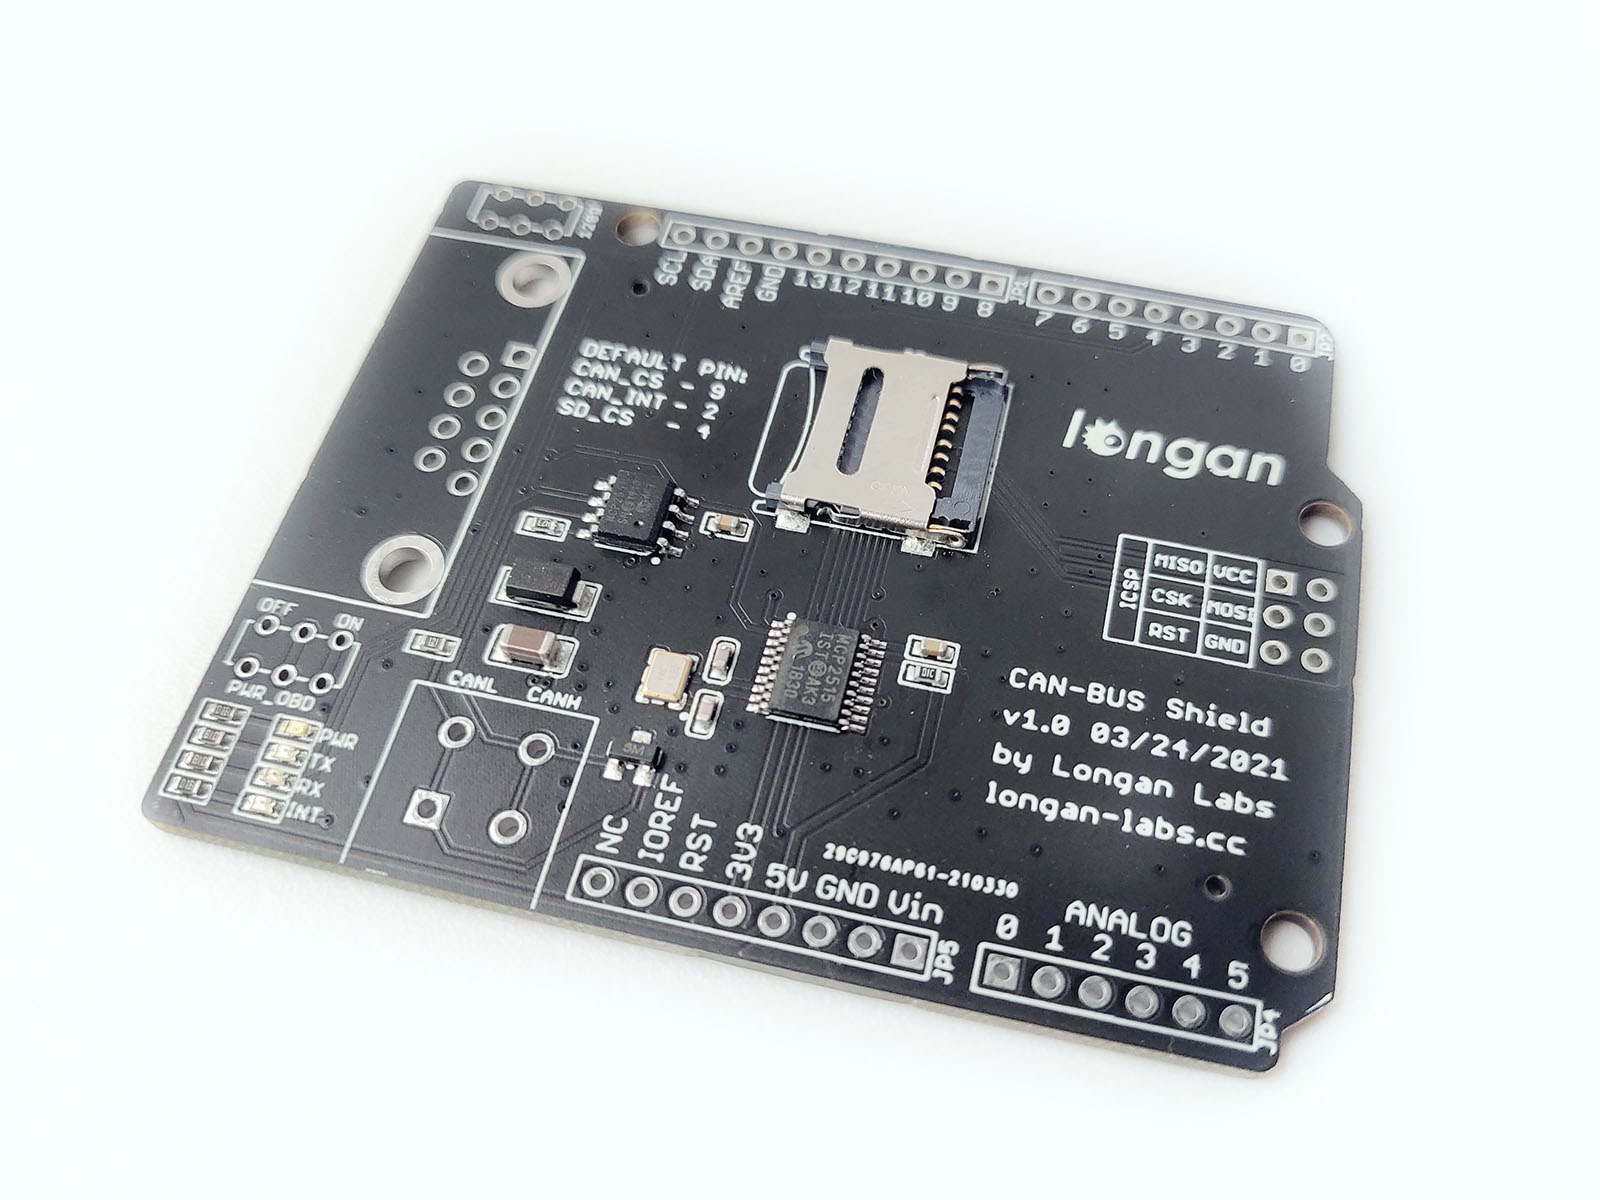 SCL SDA AREF GND 13 12 11 10 9 8 JP1
7 6 5 4 3 2 1 0 JP2
DEFAULT PIN:
CAN_CS - 9
CAN_INT - 2
SD_CS - 4
longan
ICSP
MISO VCC
CSK MOSI
RST GND
OFF ON
PWR_OBD
PWR
TX
RX
INT
CANL CANH
MCP2515
CAN-BUS Shield
v1.0 03/24/2021
by Longan Labs
longan-labs.cc
NC IOREF RST 3V3 5V GND Vin
JP5
ANALOG
0 1 2 3 4 5
JP4